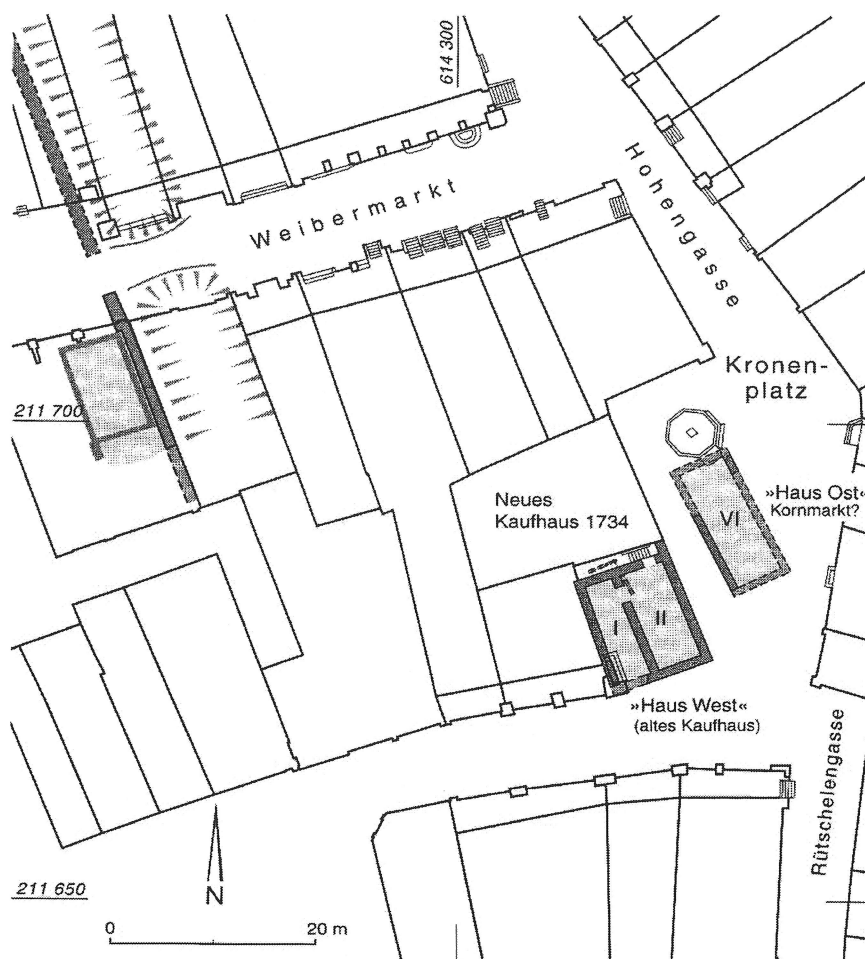 614 300
Hohengasse
Weibermarkt
Kronen-
platz
211 700
»Haus Ost«
Kornmarkt?
VI
Neues
Kaufhaus 1734
I
II
»Haus West«
(altes Kaufhaus)
Rütschelengasse
211 650
N
0
20 m